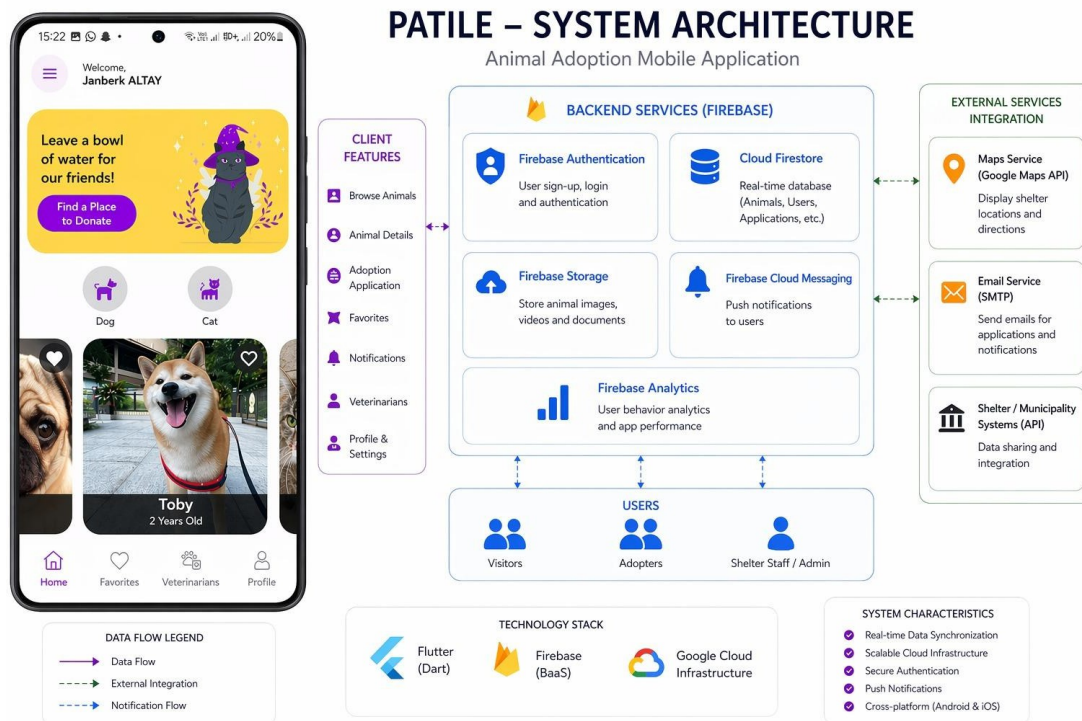 PATILE – SYSTEM ARCHITECTURE
Animal Adoption Mobile Application
15:22
20%
Welcome,
Janberk ALTAY
Leave a bowl
of water for
our friends!
Find a Place
to Donate
Dog
Cat
Toby
2 Years Old
Home
Favorites
Veterinarians
Profile
CLIENT
FEATURES
Browse Animals
Animal Details
Adoption
Application
Favorites
Notifications
Veterinarians
Profile &
Settings
BACKEND SERVICES (FIREBASE)
Firebase Authentication
User sign-up, login
and authentication
Cloud Firestore
Real-time database
(Animals, Users,
Applications, etc.)
Firebase Storage
Store animal images,
videos and documents
Firebase Cloud Messaging
Push notifications
to users
Firebase Analytics
User behavior analytics
and app performance
EXTERNAL SERVICES
INTEGRATION
Maps Service
(Google Maps API)
Display shelter
locations and
directions
Email Service
(SMTP)
Send emails for
applications and
notifications
Shelter / Municipality
Systems (API)
Data sharing and
integration
USERS
Visitors
Adopters
Shelter Staff / Admin
DATA FLOW LEGEND
Data Flow
External Integration
Notification Flow
TECHNOLOGY STACK
Flutter
(Dart)
Firebase
(BaaS)
Google Cloud
Infrastructure
SYSTEM CHARACTERISTICS
Real-time Data Synchronization
Scalable Cloud Infrastructure
Secure Authentication
Push Notifications
Cross-platform (Android & iOS)